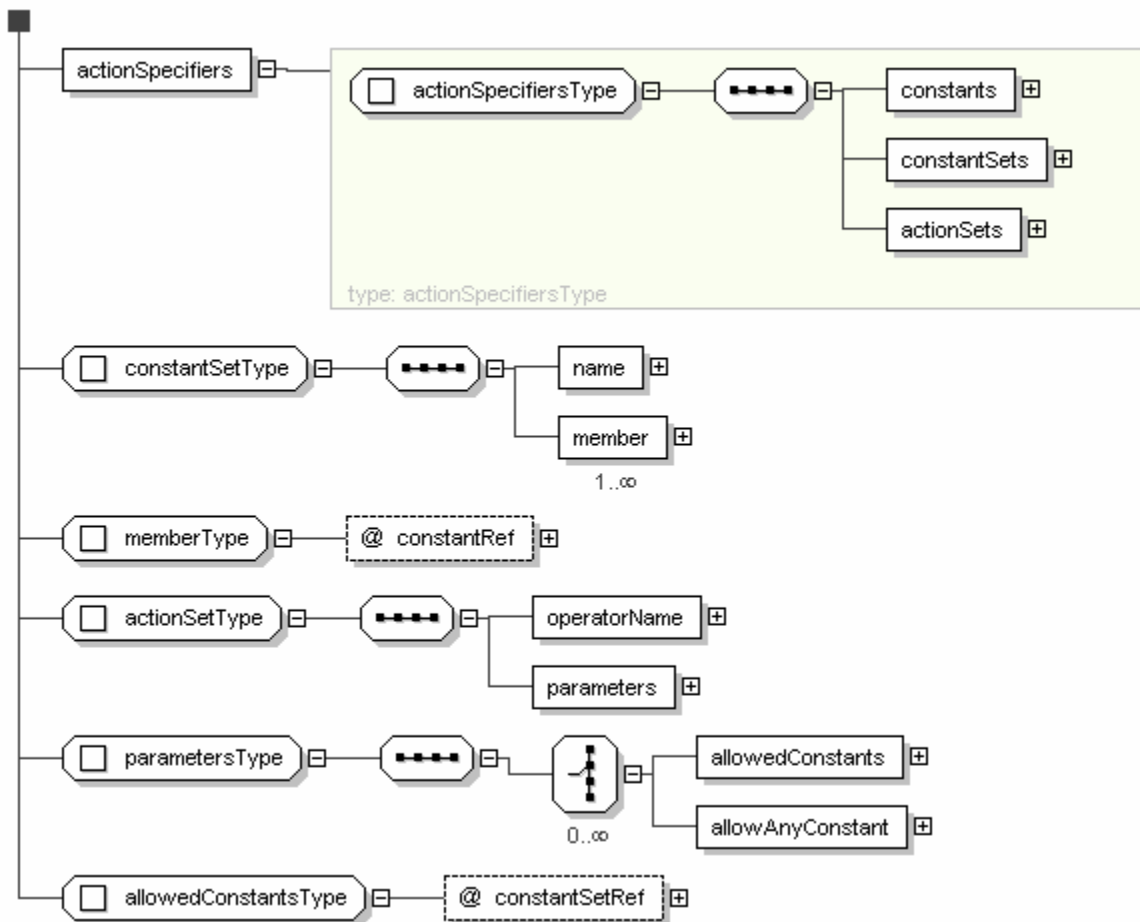 actionSpecifiers
actionSpecifiersType
constants
constantSets
actionSets
type: actionSpecifiersType
constantSetType
name
member
1..∞
memberType
@ constantRef
actionSetType
operatorName
parameters
parametersType
allowedConstants
allowAnyConstant
0..∞
allowedConstantsType
@ constantSetRef